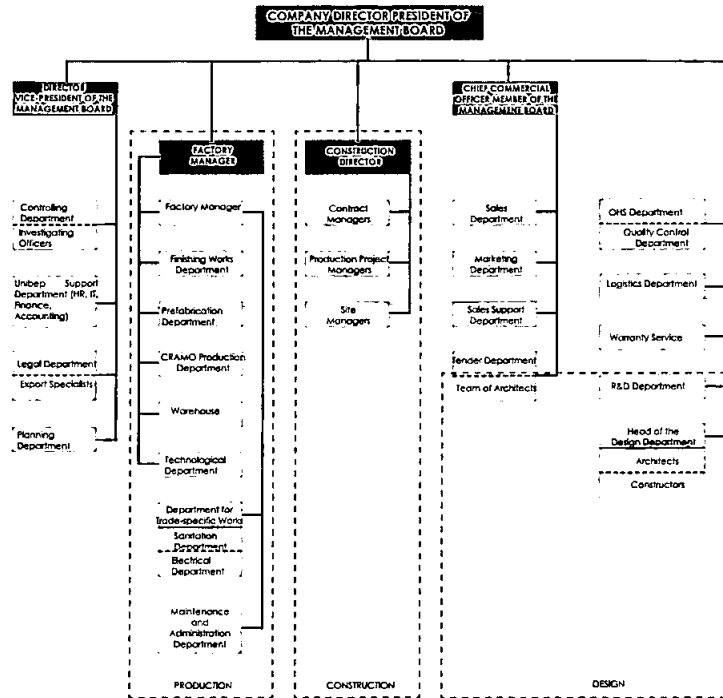 COMPANY DIRECTOR PRESIDENT OF
THE MANAGEMENT BOARD
DIRECTOR
VICE-PRESIDENT OF THE
MANAGEMENT BOARD
Controlling
Department
Investigating
Officers
Unibep Support
Department (HR, IT,
Finance,
Accounting)
Legal Department
Export Specialists
Planning
Department
FACTORY
MANAGER
Factory Manager
Finishing Works
Department
Prefabrication
Department
CRAMO Production
Department
Warehouse
Technological
Department
Department for
Trade-specific World
Sanitation
Department
Electrical
Department
Maintenance
and
Administration
Department
PRODUCTION
CONSTRUCTION
DIRECTOR
Contract
Managers
Production Project
Managers
Site
Managers
CONSTRUCTION
CHIEF COMMERCIAL
OFFICER MEMBER OF THE
MANAGEMENT BOARD
Sales
Department
Marketing
Department
Sales Support
Department
Tender Department
Team of Architects
OHS Department
Quality Control
Department
Logistics Department
Warranty Service
R&D Department
Head of the
Design Department
Architects
Constructors
DESIGN